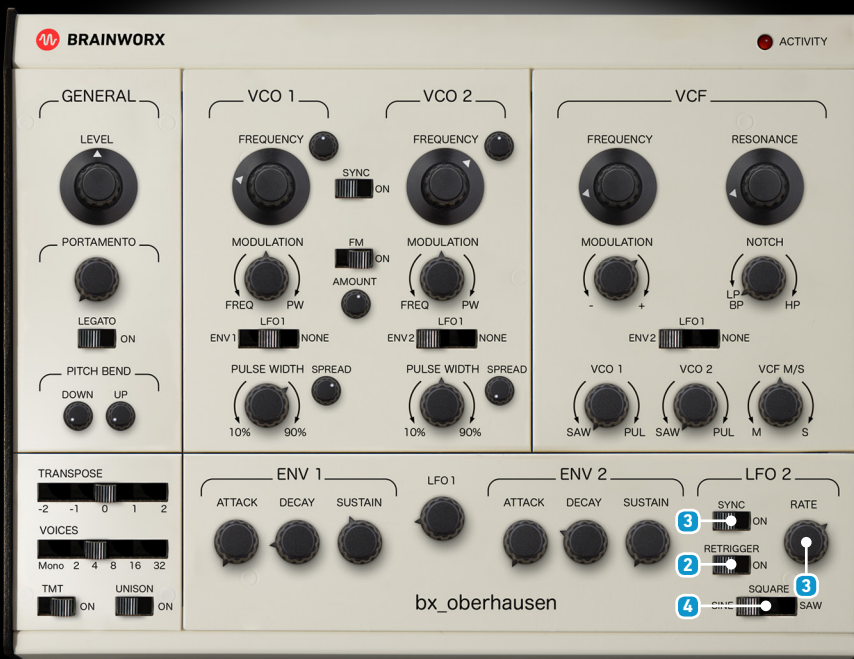 BRAINWORX
ACTIVITY
GENERAL
VCO 1
VCO 2
VCF
LEVEL
FREQUENCY
FREQUENCY
FREQUENCY
RESONANCE
SYNC
ON
PORTAMENTO
MODULATION
FM
MODULATION
MODULATION
NOTCH
ON
AMOUNT
FREQ
PW
FREQ
PW
-
+
LP
BP
HP
LEGATO
ON
LFO1
ENV1
NONE
LFO1
ENV2
NONE
LFO1
ENV2
NONE
PITCH BEND
PULSE WIDTH
SPREAD
PULSE WIDTH
SPREAD
VCO 1
VCO 2
VCF M/S
DOWN
UP
10%
90%
10%
90%
SAW
PUL
SAW
PUL
M
S
TRANSPOSE
-2 -1 0 1 2
VOICES
Mono 2 4 8 16 32
TMT
ON
UNISON
ON
ENV 1
ATTACK
DECAY
SUSTAIN
LFO1
ENV 2
ATTACK
DECAY
SUSTAIN
LFO 2
SYNC
RATE
3
ON
RETRIGGER
2
ON
3
SQUARE
4
SINE
SAW
bx_oberhausen